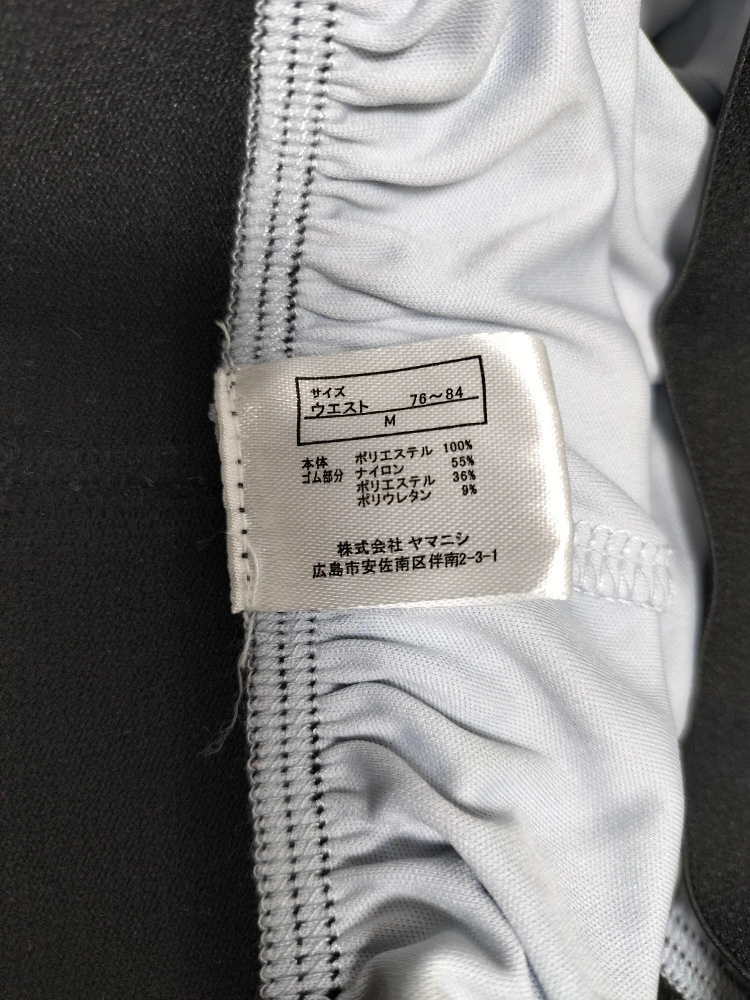 サイズ
ウエスト 76～84
M
本体 ポリエステル 100%
ゴム部分 ナイロン 55%
ポリエステル 36%
ポリウレタン 9%
株式会社 ヤマニシ
広島市安佐南区伴南2-3-1